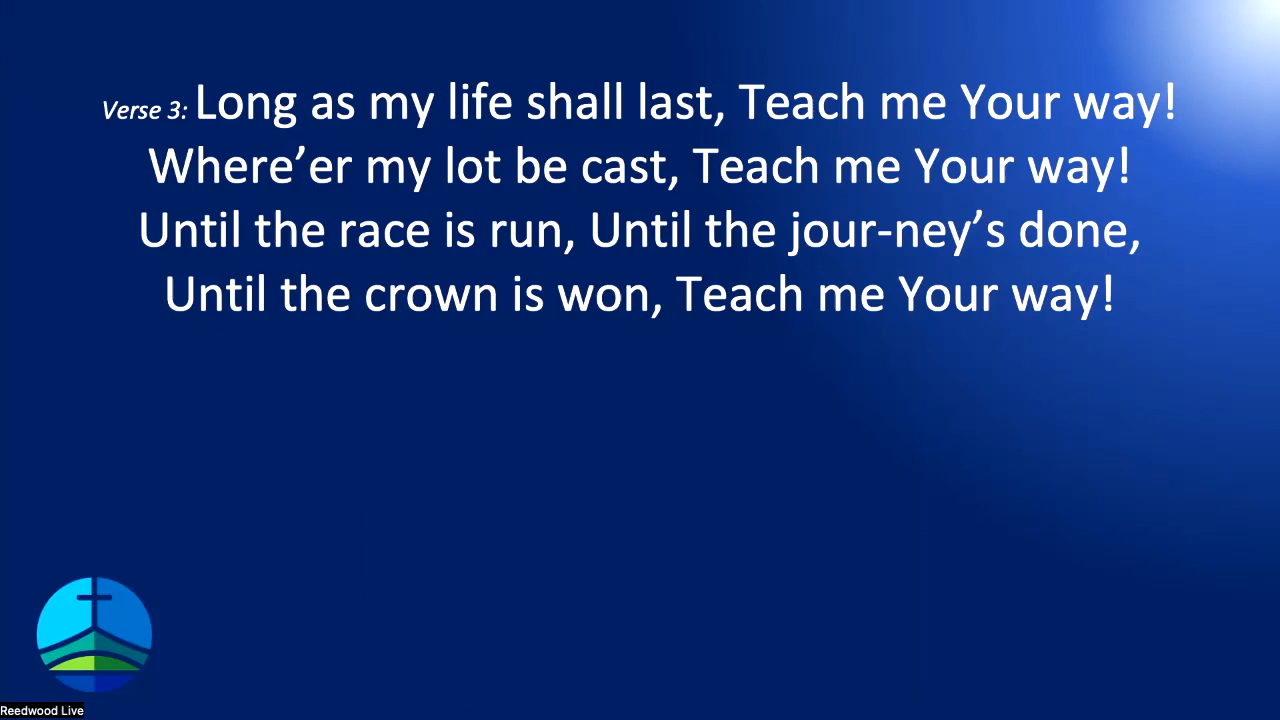 Verse 3: Long as my life shall last, Teach me Your way!
Where’er my lot be cast, Teach me Your way!
Until the race is run, Until the jour-ney’s done,
Until the crown is won, Teach me Your way!
Reedwood Live